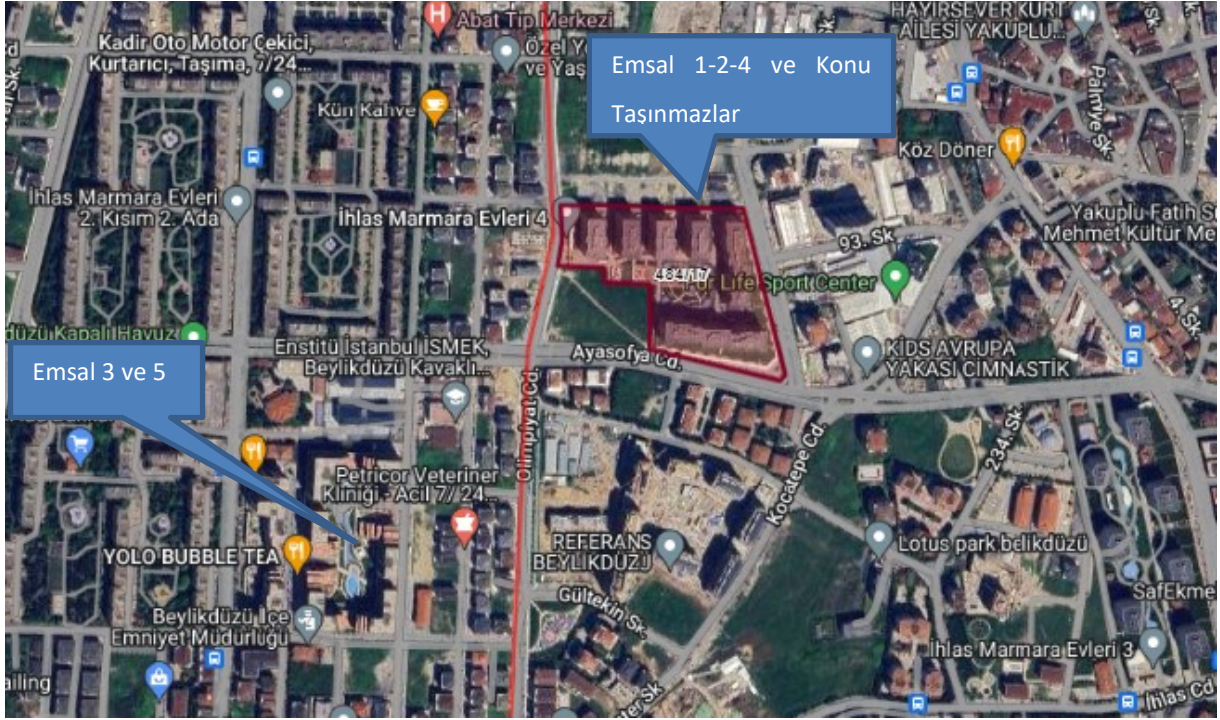 Abat Tıp Merkezi
HAYIRSEVER KURT
AİLESİ YAKUPLU...
Kadir Oto Motor Çekici,
Kurtarıcı, Taşıma, 7/24...
Özel
ve Yaş
Emsal 1-2-4 ve Konu
Taşınmazlar
Palmiye Sk.
Kün Kahve
Köz Döner
İhlas Marmara Evleri
2. Kısım 2. Ada
İhlas Marmara Evleri 4
93. Sk
Yakuplu Fatih
Mehmet Kültür Me
Life Sport Center
4. Sk.
düzü Kapalı Havuz
Enstitü İstanbul İSMEK,
Beylikdüzü Kavaklı...
Ayasofya Cd.
KİDS AVRUPA
YAKASI CİMNASTİK
Emsal 3 ve 5
Olimpiyat Cd.
234. Sk.
Petricor Veteriner
Kliniği - Acil 7/ 24...
Kocatepe Cd.
YOLO BUBBLE TEA
REFERANS
BEYLİKDÜZÜ
Lotus park belikdüzü
SafEkme
Gültekin Sk.
Beylikdüzü İlçe
Emniyet Müdürlüğü
İhlas Marmara Evleri 3
ailing
İhlas Cd